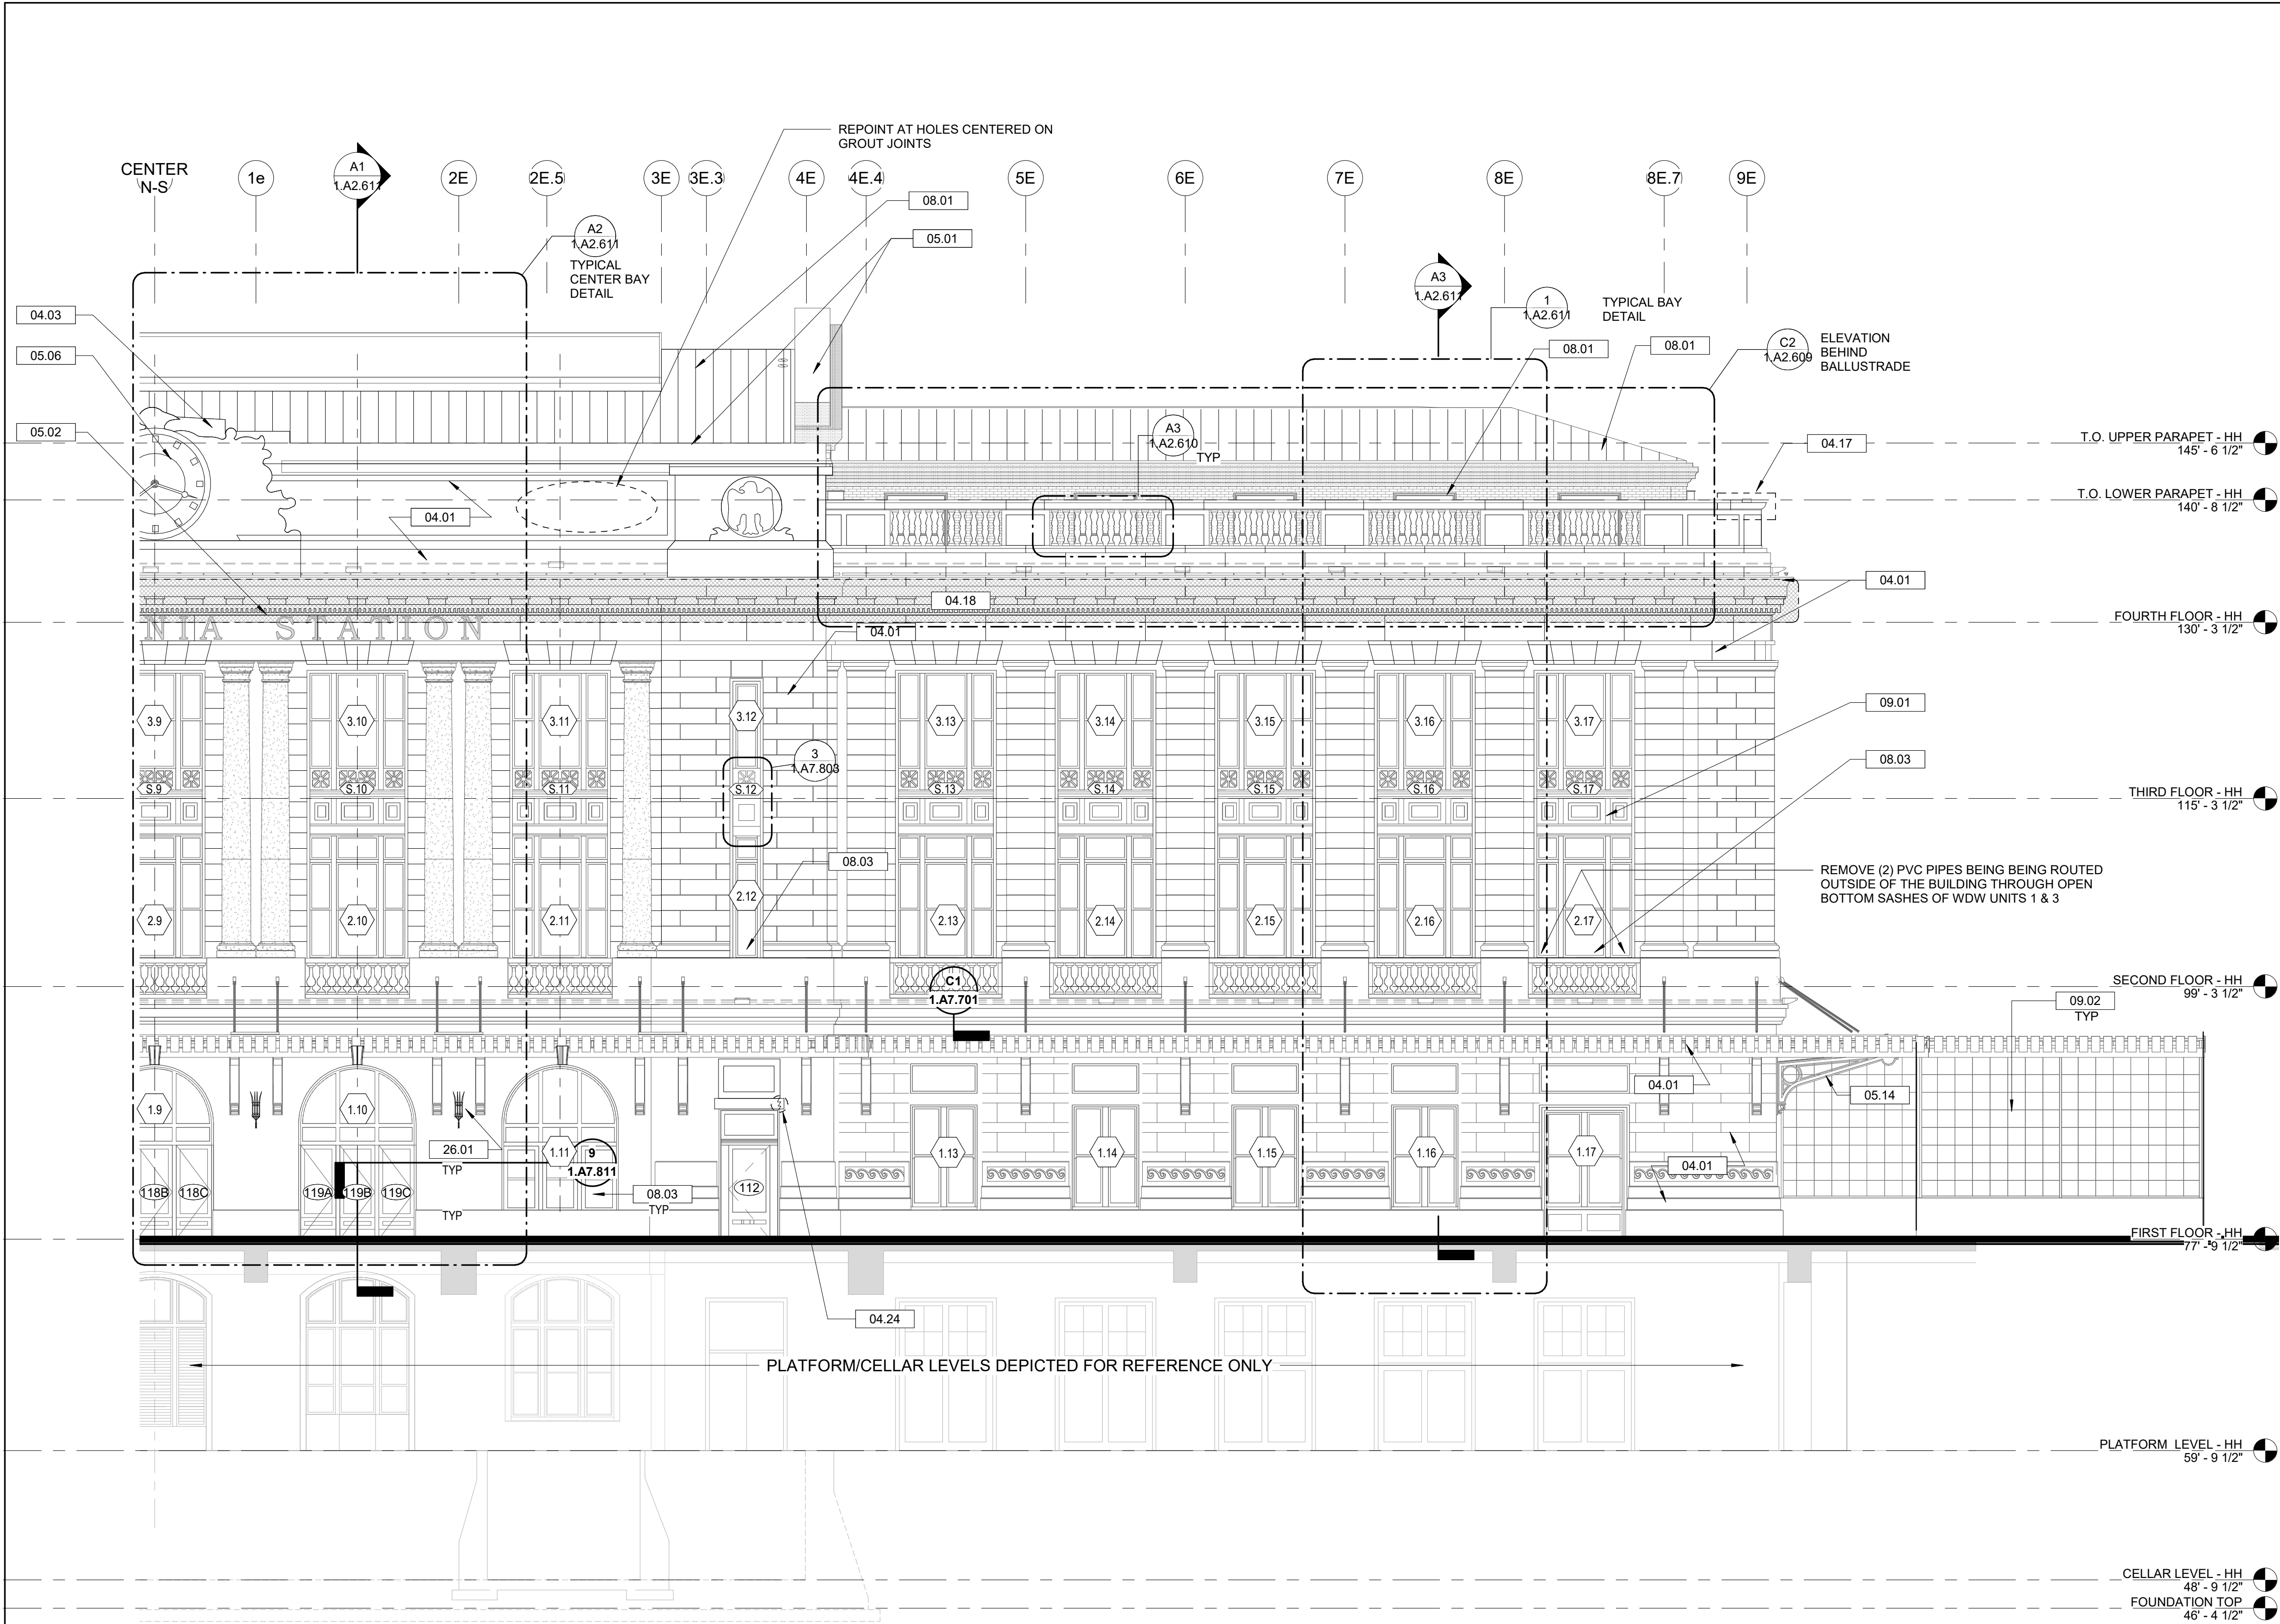 REPOINT AT HOLES CENTERED ON
GROUT JOINTS
CENTER
N-S
1e
A1
1.A2.611
2E
2E.5
3E
3E.3
4E
4E.4
5E
6E
7E
8E
8E.7
9E
08.01
05.01
A2
1.A2.611
TYPICAL
CENTER BAY
DETAIL
A3
1.A2.611
1
1.A2.611
TYPICAL BAY
DETAIL
04.03
05.06
05.02
08.01
08.01
C2
1.A2.609
ELEVATION
BEHIND
BALLUSTRADE
A3
1.A2.610
TYP
04.17
T.O. UPPER PARAPET - HH
145' - 6 1/2"
T.O. LOWER PARAPET - HH
140' - 8 1/2"
04.01
04.01
04.18
NIA STATION
04.01
FOURTH FLOOR - HH
130' - 3 1/2"
09.01
3.9
3.10
3.11
3.12
3.13
3.14
3.15
3.16
3.17
3
1.A7.803
08.03
S.9
S.10
S.11
S.12
S.13
S.14
S.15
S.16
S.17
THIRD FLOOR - HH
115' - 3 1/2"
08.03
REMOVE (2) PVC PIPES BEING BEING ROUTED
OUTSIDE OF THE BUILDING THROUGH OPEN
BOTTOM SASHES OF WDW UNITS 1 & 3
2.9
2.10
2.11
2.12
2.13
2.14
2.15
2.16
2.17
C1
1.A7.701
SECOND FLOOR - HH
99' - 3 1/2"
09.02
TYP
04.01
05.14
1.9
1.10
26.01
TYP
1.11
9
1.A7.811
1.13
1.14
1.15
1.16
1.17
04.01
118B
118C
119A
119B
119C
08.03
TYP
112
TYP
FIRST FLOOR - HH
77' - 9 1/2"
04.24
PLATFORM/CELLAR LEVELS DEPICTED FOR REFERENCE ONLY
PLATFORM LEVEL - HH
59' - 9 1/2"
CELLAR LEVEL - HH
48' - 9 1/2"
FOUNDATION TOP
46' - 4 1/2"